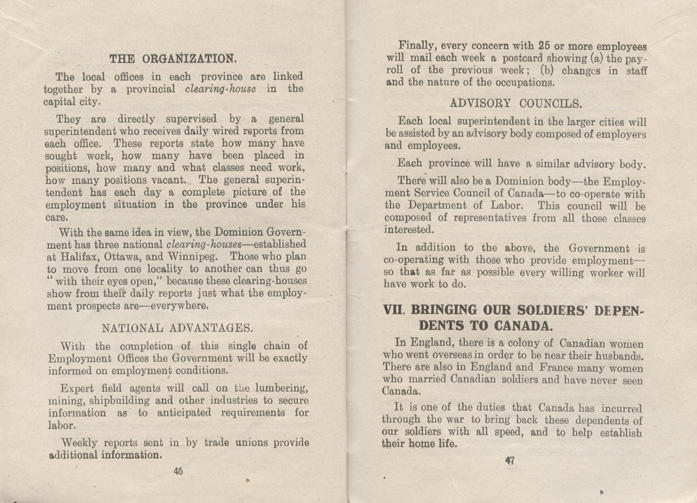 THE ORGANIZATION.
The local offices in each province are linked
together by a provincial clearing-house in the
capital city.
They are directly supervised by a general
superintendent who receives daily wired reports from
each office. These reports state how many have
sought work, how many have been placed in
positions, how many and what classes need work,
how many positions vacant. The general superin-
tendent has each day a complete picture of the
employment situation in the province under his
care.
With the same idea in view, the Dominion Govern-
ment has three national clearing-houses—established
at Halifax, Ottawa, and Winnipeg. Those who plan
to move from one locality to another can thus go
“ with their eyes open,” because these clearing-houses
show from their daily reports just what the employ-
ment prospects are—everywhere.
NATIONAL ADVANTAGES.
With the completion of this single chain of
Employment Offices the Government will be exactly
informed on employment conditions.
Expert field agents will call on the lumbering,
mining, shipbuilding and other industries to secure
information as to anticipated requirements for
labor.
Weekly reports sent in by trade unions provide
additional information.
46
Finally, every concern with 25 or more employees
will mail each week a postcard showing (a) the pay-
roll of the previous week; (b) changes in staff
and the nature of the occupations.
ADVISORY COUNCILS.
Each local superintendent in the larger cities will
be assisted by an advisory body composed of employers
and employees.
Each province will have a similar advisory body.
There will also be a Dominion body—the Employ-
ment Service Council of Canada—to co-operate with
the Department of Labor. This council will be
composed of representatives from all those classes
interested.
In addition to the above, the Government is
co-operating with those who provide employment—
so that as far as possible every willing worker will
have work to do.
VII. BRINGING OUR SOLDIERS’ DEPEN-
DENTS TO CANADA.
In England, there is a colony of Canadian women
who went overseas in order to be near their husbands.
There are also in England and France many women
who married Canadian soldiers and have never seen
Canada.
It is one of the duties that Canada has incurred
through the war to bring back these dependents of
our soldiers with all speed, and to help establish
their home life.
47